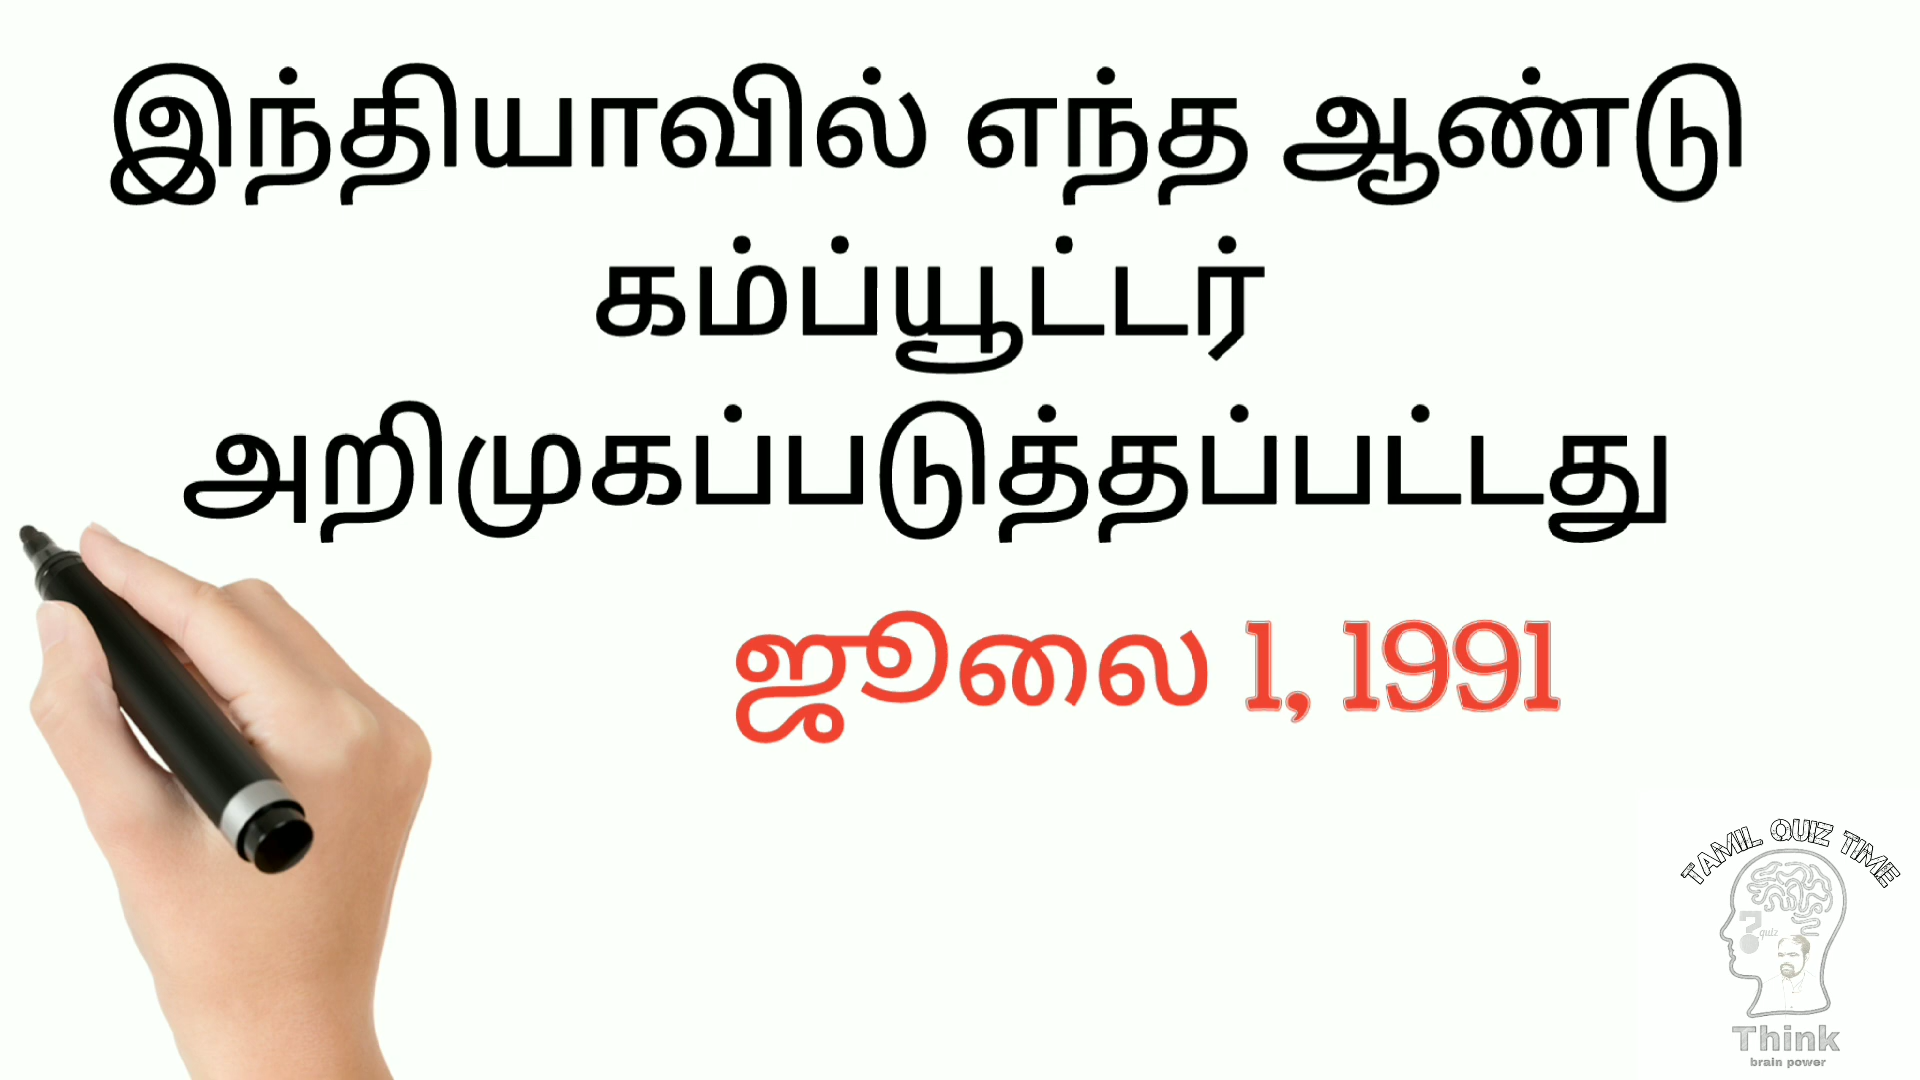 இந்தியாவில் எந்த ஆண்டு
கம்ப்யூட்டர்
அறிமுகப்படுத்தப்பட்டது
ஜூலை 1, 1991
TAMIL QUIZ TIME
?
quiz
Think
brain power